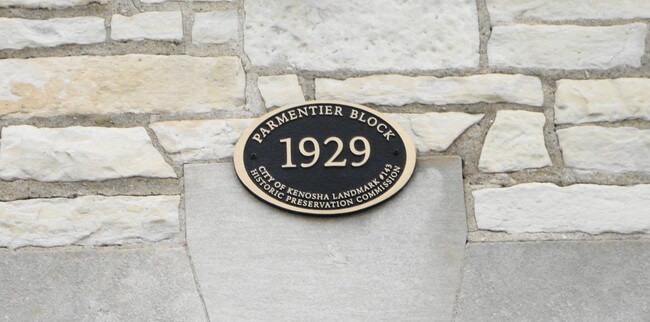 PARMENTIER BLOCK
1929
CITY OF KENOSHA LANDMARK #143
HISTORIC PRESERVATION COMMISSION